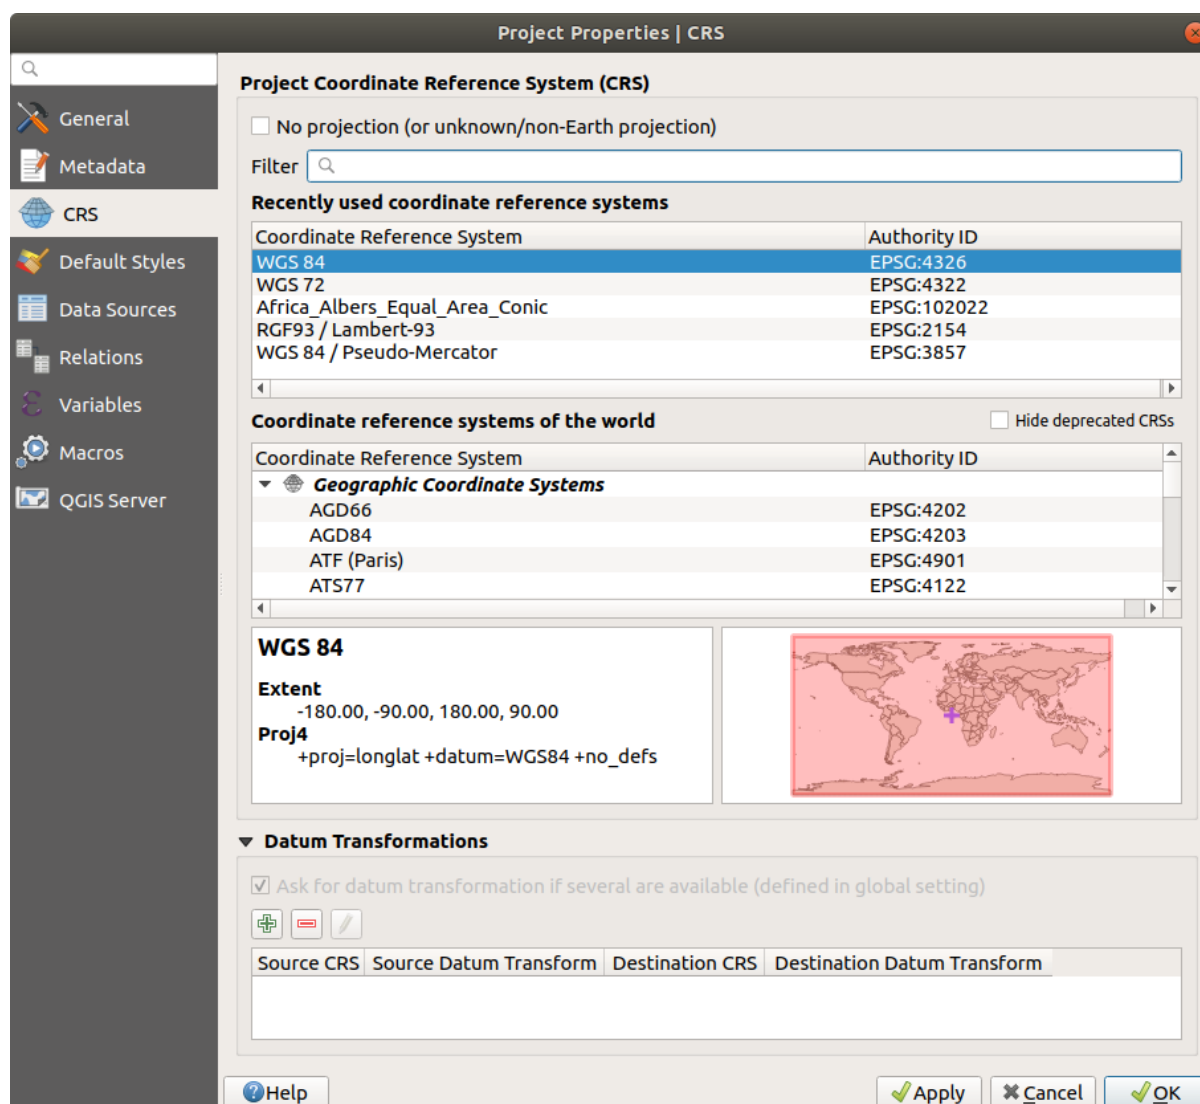 Project Properties | CRS
General
Metadata
CRS
Default Styles
Data Sources
Relations
Variables
Macros
QGIS Server
Project Coordinate Reference System (CRS)
No projection (or unknown/non-Earth projection)
Filter
Recently used coordinate reference systems
Coordinate Reference System Authority ID
WGS 84 EPSG:4326
WGS 72 EPSG:4322
Africa_Albers_Equal_Area_Conic EPSG:102022
RGF93 / Lambert-93 EPSG:2154
WGS 84 / Pseudo-Mercator EPSG:3857
Coordinate reference systems of the world Hide deprecated CRSs
Coordinate Reference System Authority ID
Geographic Coordinate Systems
AGD66 EPSG:4202
AGD84 EPSG:4203
ATF (Paris) EPSG:4901
ATS77 EPSG:4122
WGS 84
Extent
-180.00, -90.00, 180.00, 90.00
Proj4
+proj=longlat +datum=WGS84 +no_defs
Datum Transformations
Ask for datum transformation if several are available (defined in global setting)
Source CRS Source Datum Transform Destination CRS Destination Datum Transform
Help Apply Cancel OK